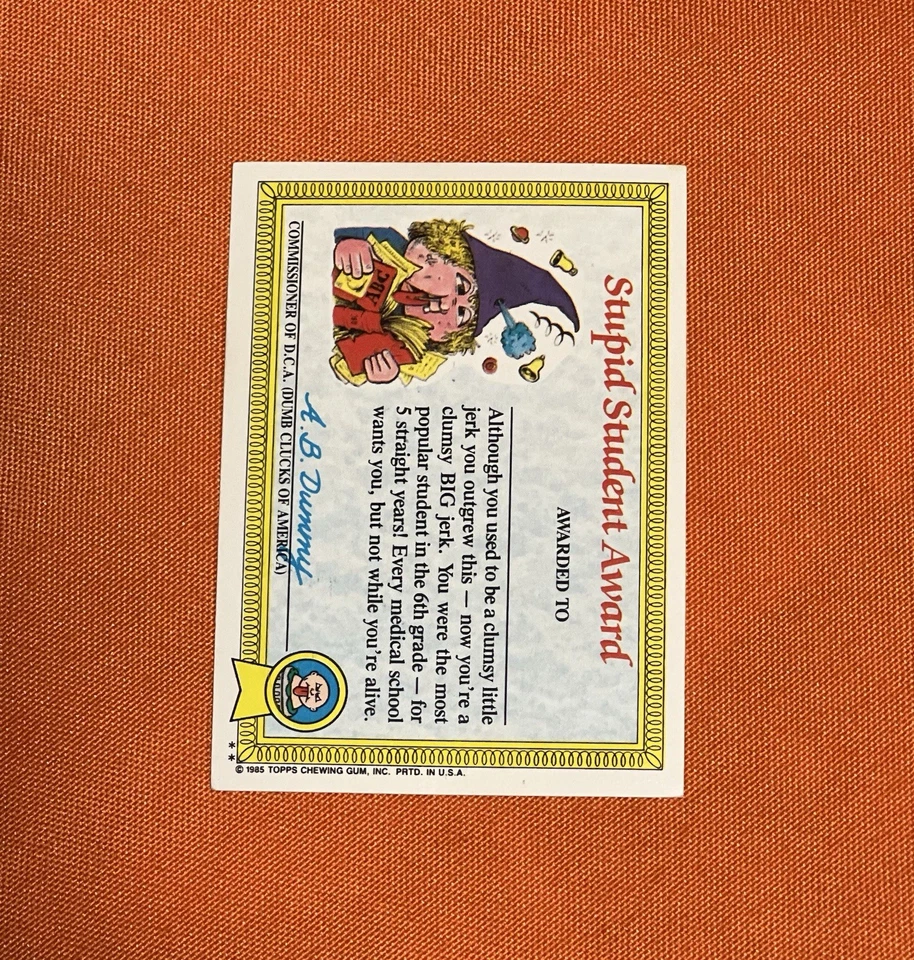 Stupid Student Award
AWARDED TO
Although you used to be a clumsy little
jerk you outgrew this — now you're a
clumsy BIG jerk. You were the most
popular student in the 6th grade — for
5 straight years! Every medical school
wants you, but not while you're alive.
ABC
A. B. Dummy
COMMISSIONER OF D.C.A. (DUMB CLUCKS OF AMERICA)
** © 1985 TOPPS CHEWING GUM, INC. PRTD. IN U.S.A.